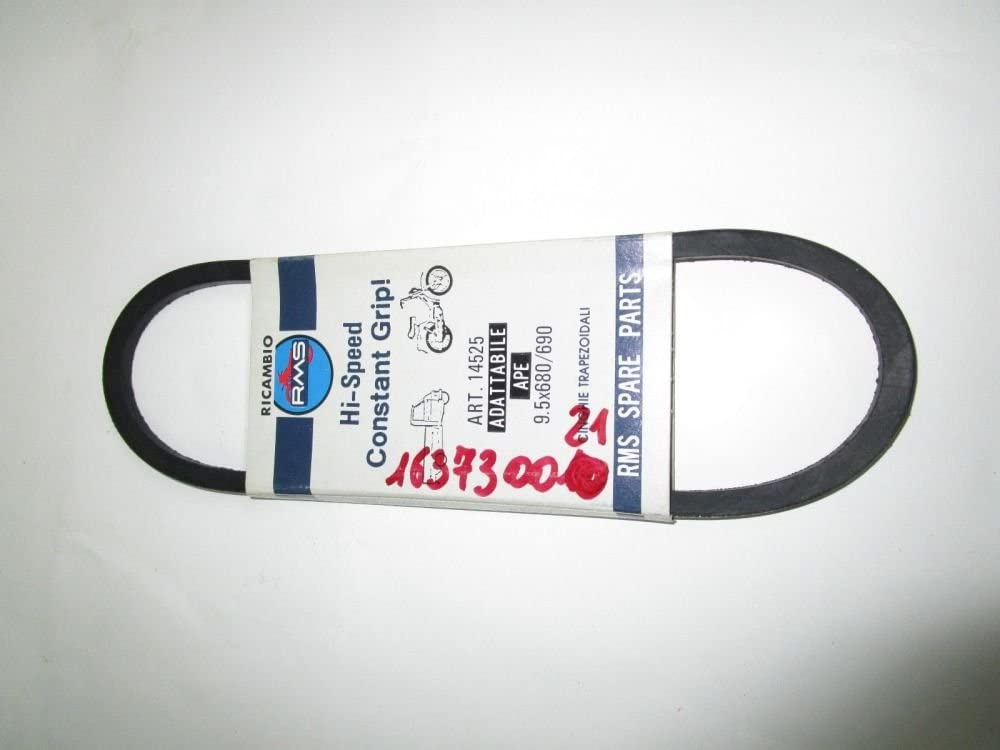 RICAMBIO
RMS
Hi-Speed
Constant Grip!
ART. 14525
ADATTABILE
APE
9.5x680/690
CINGHIE TRAPEZOIDALI
RMS SPARE PARTS
21
1637300